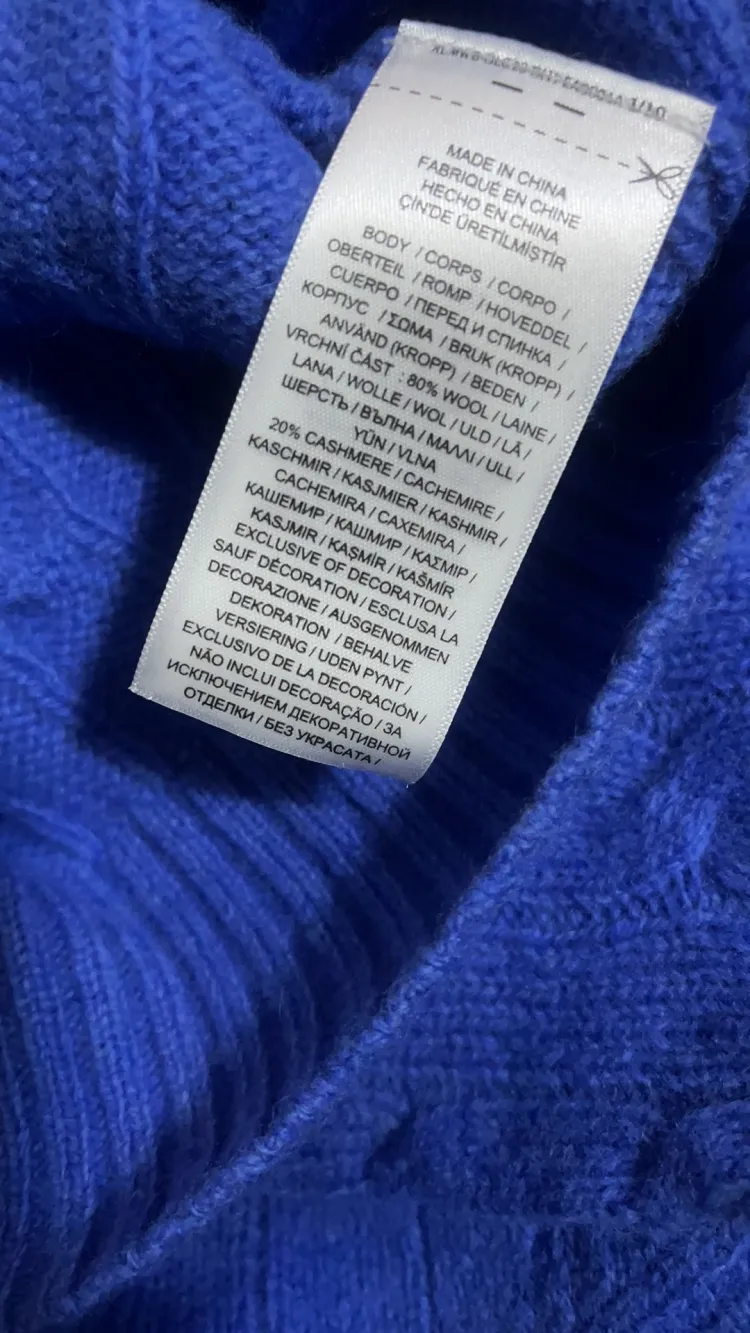 1/10
MADE IN CHINA
FABRIQUÉ EN CHINE
HECHO EN CHINA
ÇIN'DE ÜRETİLMİŞTİR
BODY / CORPS / CORPO /
OBERTEIL / ROMP / HOVEDDEL /
CUERPO / ПЕРЕД И СПИНКА /
КОРПУС / ΣΩΜΑ / BRUK (KROPP) /
ANVÄND (KROPP) / BEDEN /
VRCHNÍ ČÁST : 80% WOOL / LAINE /
LANA / WOLLE / WOL / ULD / LÃ /
ШЕРСТЬ / ВЪЛНА / ΜΑΛΛΙ / ULL /
YÜN / VLNA
20% CASHMERE / CACHEMIRE /
KASCHMIR / KASJMIER / KASHMIR /
CACHEMIRA / CAXEMIRA /
КАШЕМИР / КАШМИР / ΚΑΣΜΙΡ /
KASJMIR / KAŞMİR / KAŠMÍR
EXCLUSIVE OF DECORATION /
SAUF DÉCORATION / ESCLUSA LA
DECORAZIONE / AUSGENOMMEN
DEKORATION / BEHALVE
VERSIERING / UDEN PYNT /
EXCLUSIVO DE LA DECORACIÓN /
NÃO INCLUI DECORAÇÃO / ЗА
ИСКЛЮЧЕНИЕМ ДЕКОРАТИВНОЙ
ОТДЕЛКИ / БЕЗ УКРАСАТА /